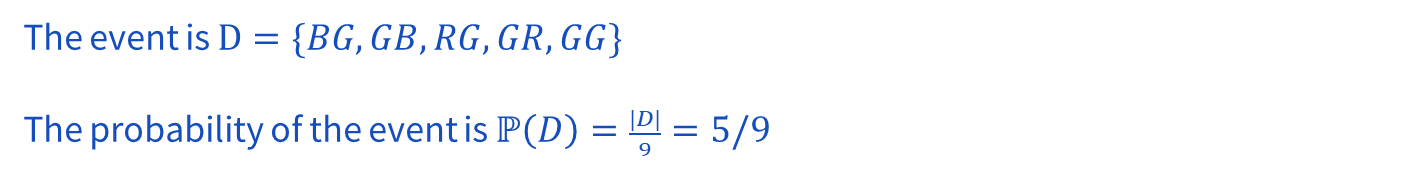 The event is D = {BG, GB, RG, GR, GG}
The probability of the event is ℙ(D) = |D|/9 = 5/9